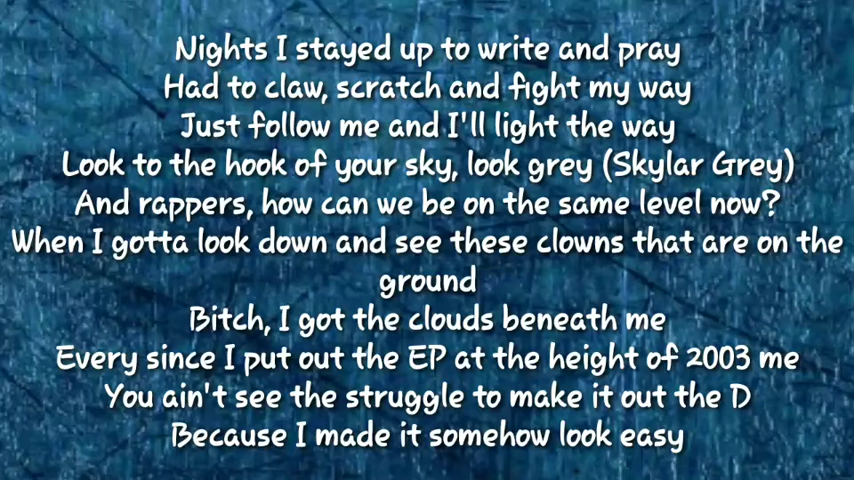 Nights I stayed up to write and pray
Had to claw, scratch and fight my way
Just follow me and I'll light the way
Look to the hook of your sky, look grey (Skylar Grey)
And rappers, how can we be on the same level now?
When I gotta look down and see these clowns that are on the
ground
Bitch, I got the clouds beneath me
Every since I put out the EP at the height of 2003 me
You ain't see the struggle to make it out the D
Because I made it somehow look easy